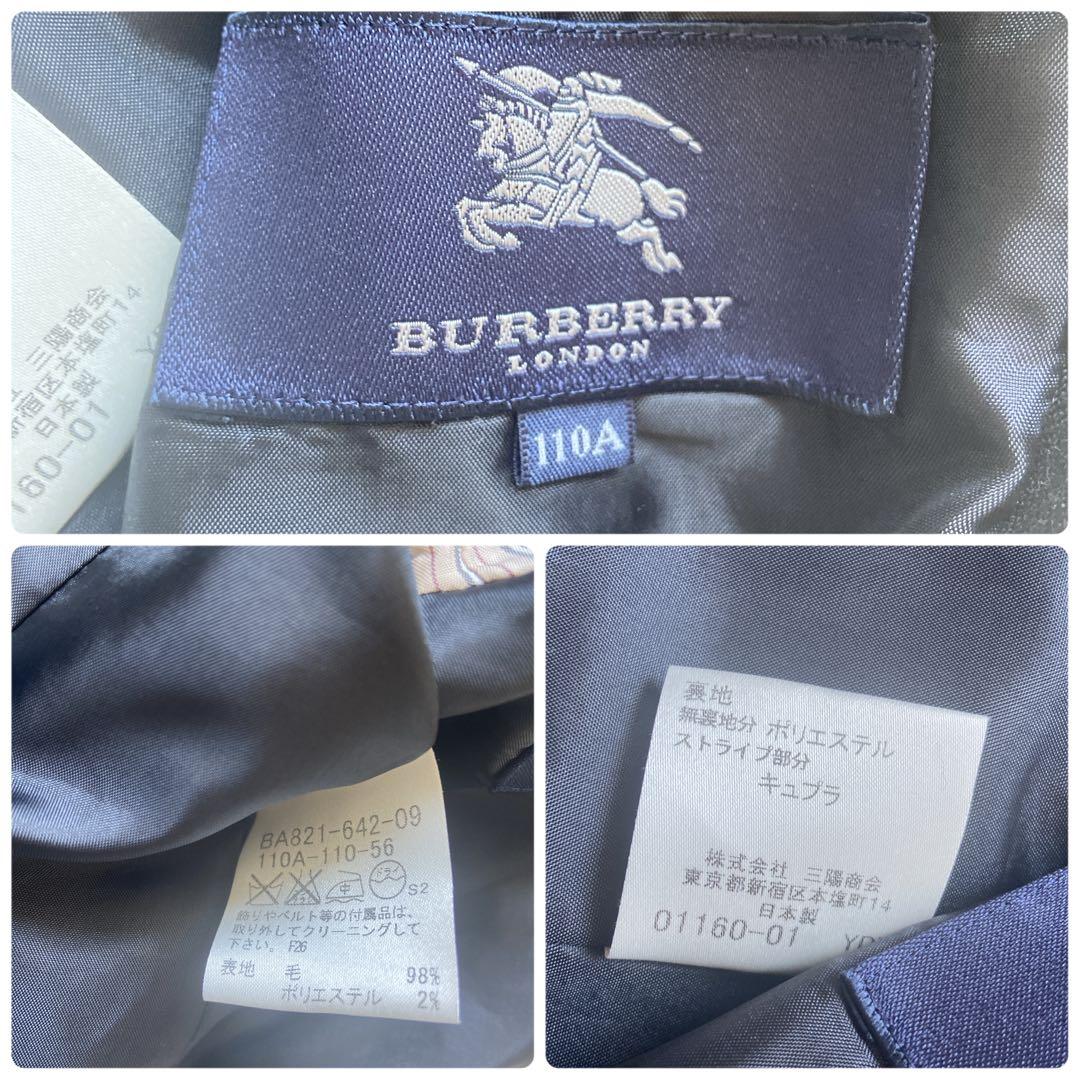 BURBERRY
LONDON
110A
三陽商会
新宿区本塩町14
日本製
160-01
BA821-642-09
110A-110-56
ドライ
S2
飾りやベルト等の付属品は、
取り外してクリーニングして
下さい。F26
表地 毛 98%
ポリエステル 2%
裏地
無裏地分 ポリエステル
ストライプ部分
キュプラ
株式会社 三陽商会
東京都新宿区本塩町14
日本製
01160-01